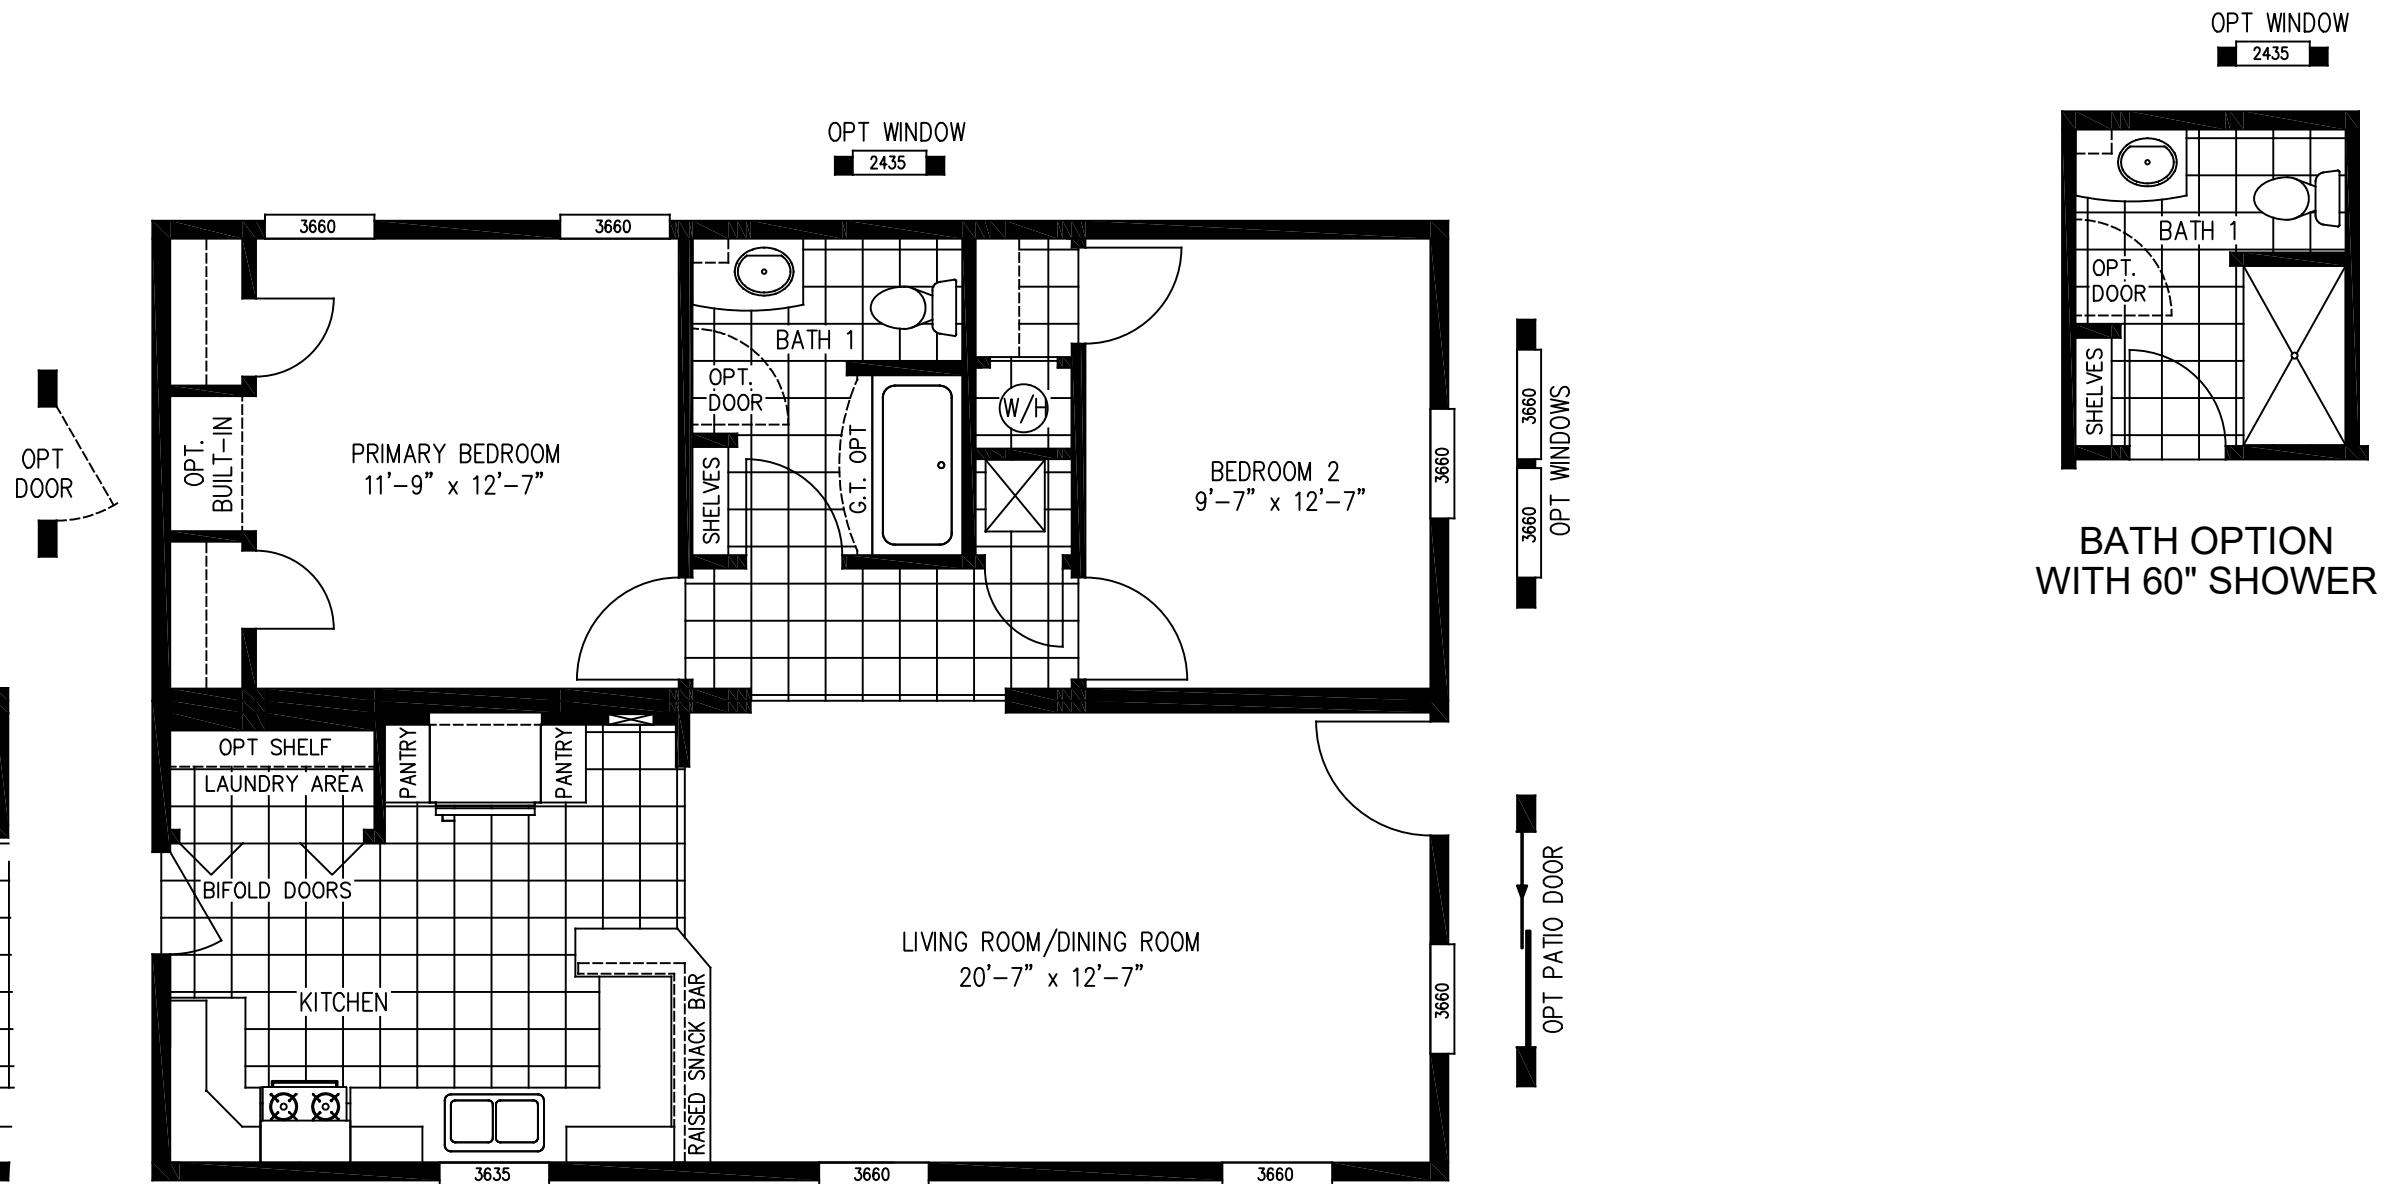 OPT WINDOW
2435
OPT WINDOW
2435
3660
3660
BATH 1
OPT.
DOOR
SHELVES
G.T. OPT
W/H
OPT
DOOR
OPT.
BUILT-IN
PRIMARY BEDROOM
11'-9" x 12'-7"
BEDROOM 2
9'-7" x 12'-7"
3660
3660
3660
OPT WINDOWS
BATH 1
OPT.
DOOR
SHELVES
BATH OPTION
WITH 60" SHOWER
OPT SHELF
LAUNDRY AREA
PANTRY
PANTRY
BIFOLD DOORS
KITCHEN
RAISED SNACK BAR
LIVING ROOM/DINING ROOM
20'-7" x 12'-7"
3660
OPT PATIO DOOR
3635
3660
3660